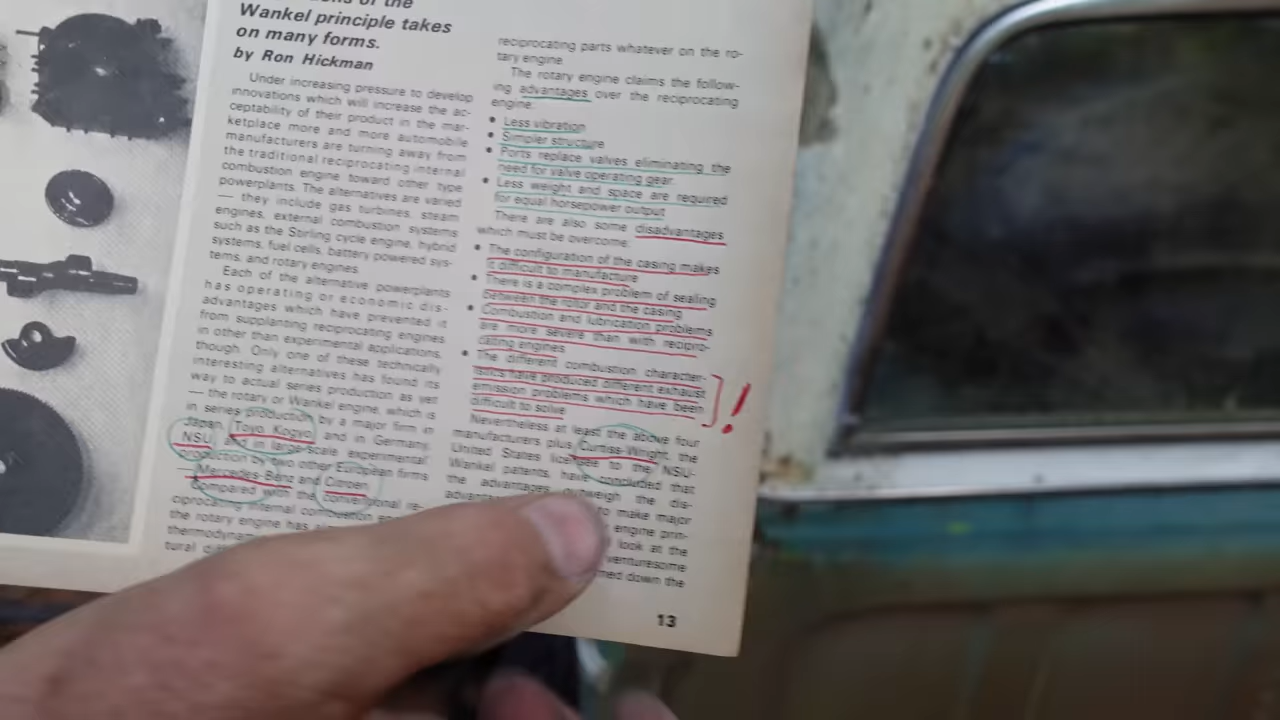 Wankel principle takes
on many forms.
by Ron Hickman
Under increasing pressure to develop
innovations which will increase the ac-
ceptability of their product in the mar-
ketplace more and more automobile
manufacturers are turning away from
the traditional reciprocating internal
combustion engine toward other type
powerplants. The alternatives are varied
— they include gas turbines, steam
engines, external combustion systems
such as the Stirling cycle engine, hybrid
systems, fuel cells, battery powered sys-
tems, and rotary engines.
Each of the alternative powerplants
has operating or economic dis-
advantages which have prevented it
from supplanting reciprocating engines
in other than experimental applications,
though. Only one of these technically
interesting alternatives has found its
way to actual series production as yet
— the rotary or Wankel engine, which is
in series production by a major firm in
Japan, Toyo Kogyo and in Germany,
NSU, and in large-scale experimental
production by two other European firms
— Mercedes-Benz and Citroen.
Compared with the conventional re-
ciprocating internal combustion
the rotary engine has
thermodynam
tural di
reciprocating parts whatever on the ro-
tary engine.
The rotary engine claims the follow-
ing advantages over the reciprocating
engine:
• Less vibration
• Simpler structure
• Ports replace valves eliminating the
need for valve operating gear.
• Less weight and space are required
for equal horsepower output
There are also some disadvantages
which must be overcome:
• The configuration of the casing makes
it difficult to manufacture
• There is a complex problem of sealing
between the rotor and the casing
• Combustion and lubrication problems
are more severe than with recipro-
cating engines
• The different combustion character-
istics have produced different exhaust
emission problems which have been
difficult to solve
!
Nevertheless at least the above four
manufacturers plus Curtiss-Wright, the
United States licensee to the NSU-
Wankel patents, have concluded that
the advantages outweigh the dis-
advantages to make major
engine prin-
look at the
venturesome
med down the
13